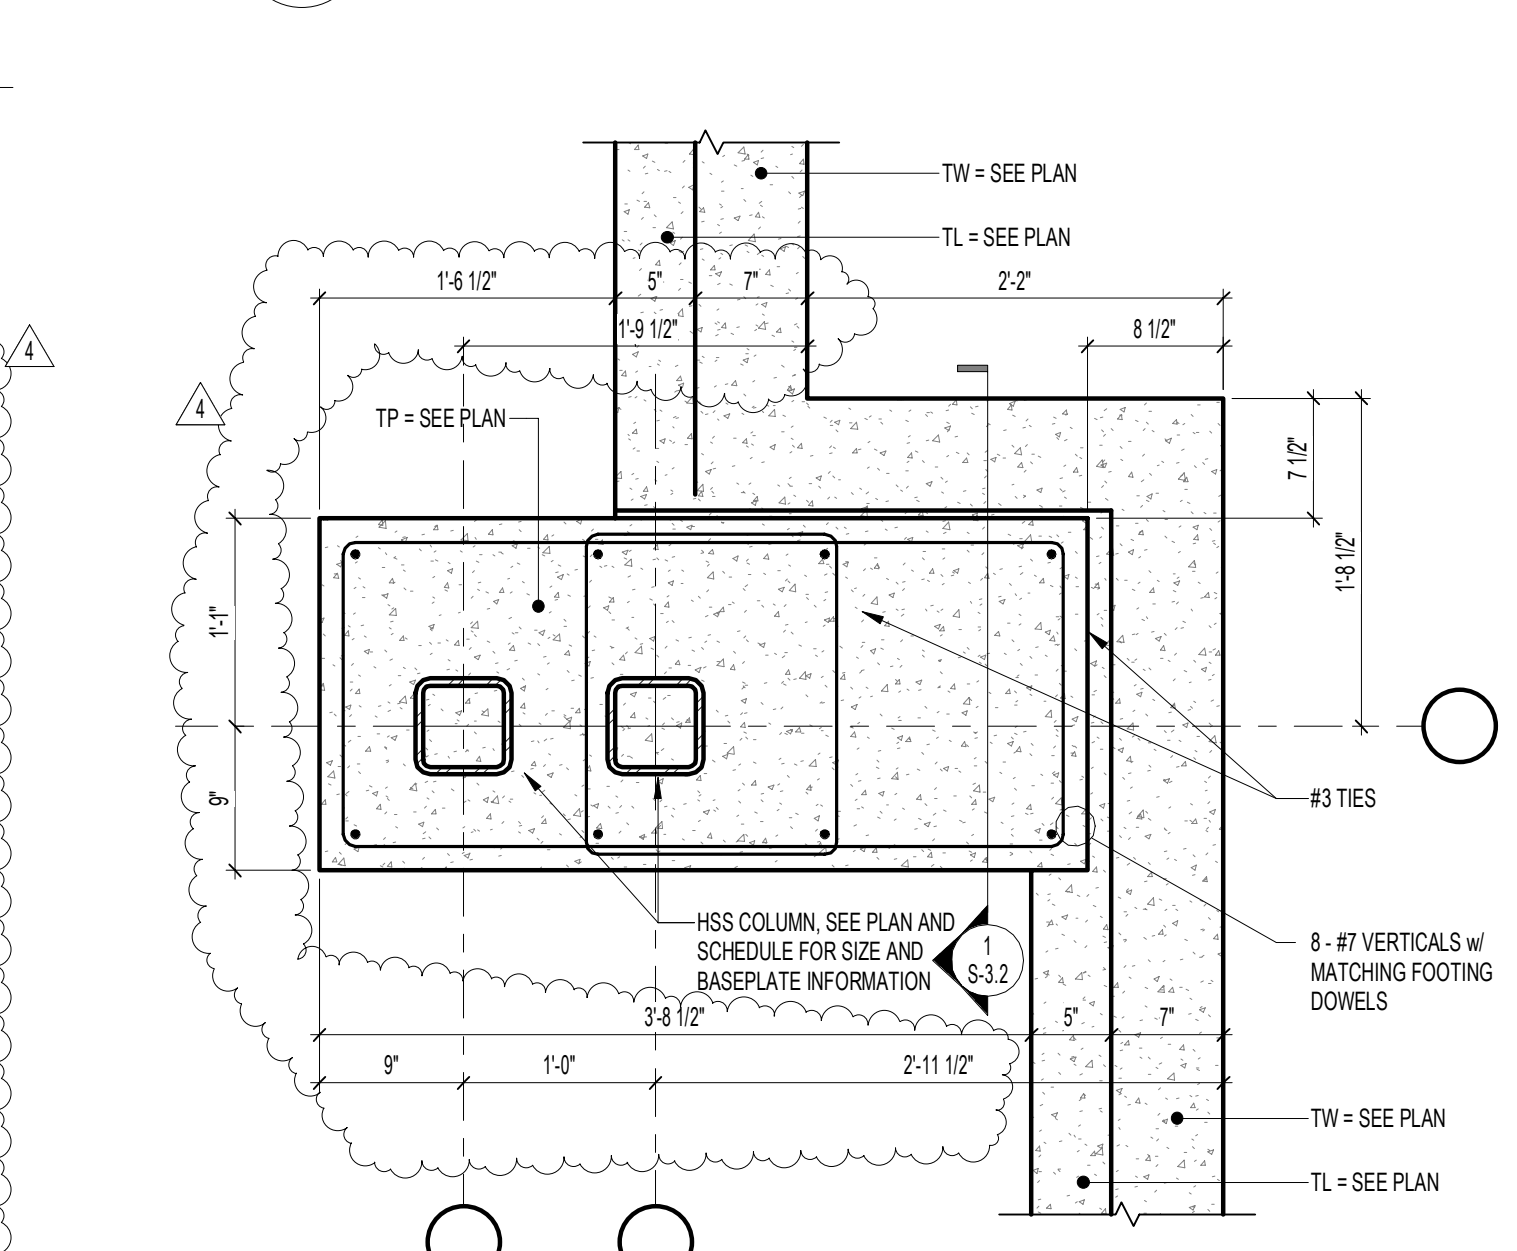 TW = SEE PLAN
TL = SEE PLAN
1'-6 1/2"
5"
7"
2'-2"
1'-9 1/2"
8 1/2"
4
4
TP = SEE PLAN
7 1/2"
1'-8 1/2"
1'-1"
9"
#3 TIES
HSS COLUMN, SEE PLAN AND
SCHEDULE FOR SIZE AND
BASEPLATE INFORMATION
1
S-3.2
8 - #7 VERTICALS w/
MATCHING FOOTING
DOWELS
3'-8 1/2"
5"
7"
9"
1'-0"
2'-11 1/2"
TW = SEE PLAN
TL = SEE PLAN